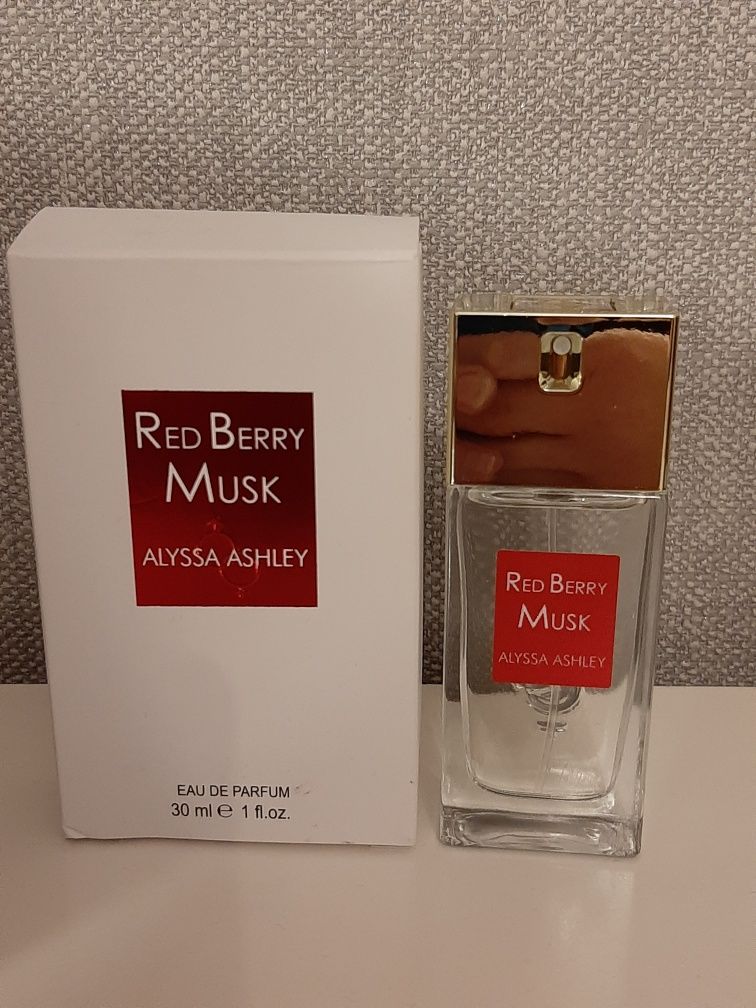 RED BERRY
MUSK
ALYSSA ASHLEY
EAU DE PARFUM
30 ml ℮ 1 fl.oz.
RED BERRY
MUSK
ALYSSA ASHLEY